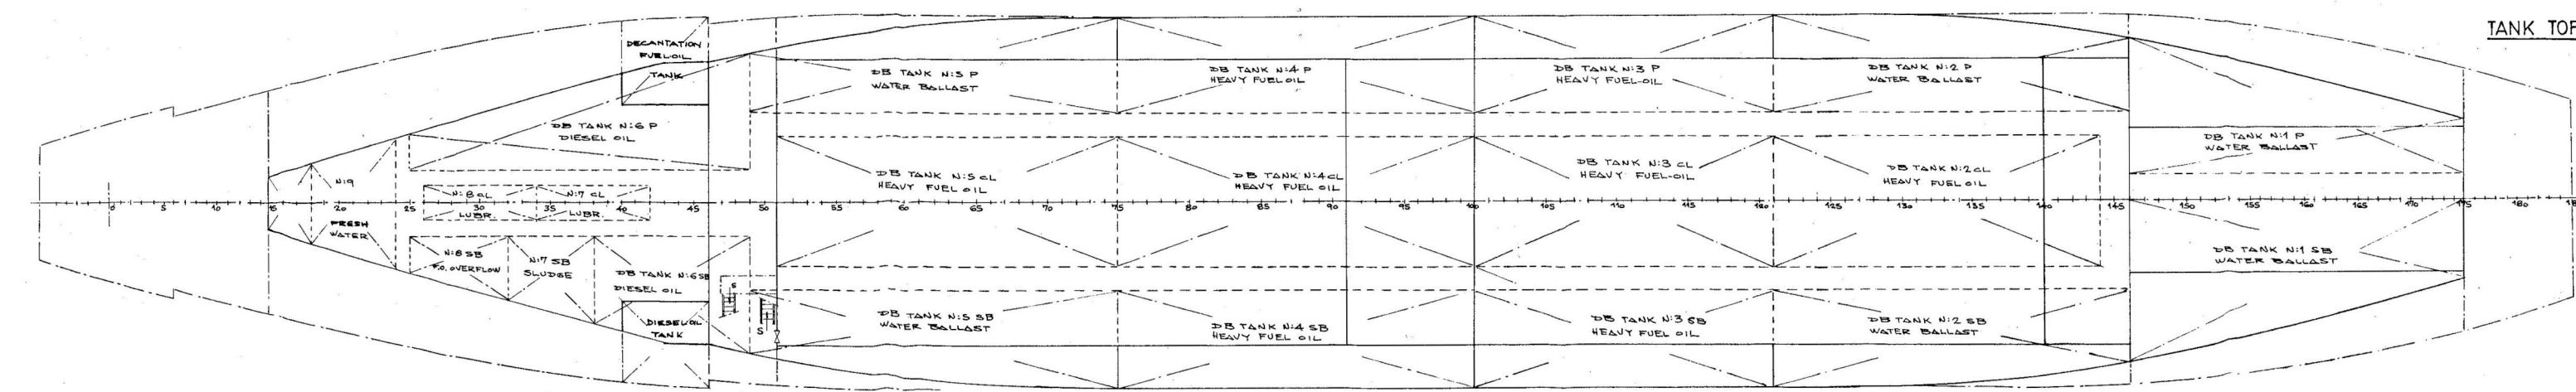 TANK TOP
DECANTATION
FUEL OIL
TANK
DB TANK N:5 P
WATER BALLAST
DB TANK N:4 P
HEAVY FUEL OIL
DB TANK N:3 P
HEAVY FUEL-OIL
DB TANK N:2 P
WATER BALLAST
DB TANK N:6 P
DIESEL OIL
DB TANK N:1 P
WATER BALLAST
N:9
N:8 CL
LUBR.
N:7 CL
LUBR.
DB TANK N:5 CL
HEAVY FUEL OIL
DB TANK N:4 CL
HEAVY FUEL OIL
DB TANK N:3 CL
HEAVY FUEL-OIL
DB TANK N:2 CL
HEAVY FUEL OIL
0 5 10 15 20 25 30 35 40 45 50 55 60 65 70 75 80 85 90 95 100 105 110 115 120 125 130 135 140 145 150 155 160 165 170 175 180
FRESH
WATER
N:8 SB
F.O. OVERFLOW
N:7 SB
SLUDGE
DB TANK N:6 SB
DIESEL OIL
DB TANK N:1 SB
WATER BALLAST
S
S
DIESEL OIL
TANK
DB TANK N:5 SB
WATER BALLAST
DB TANK N:4 SB
HEAVY FUEL OIL
DB TANK N:3 SB
HEAVY FUEL OIL
DB TANK N:2 SB
WATER BALLAST